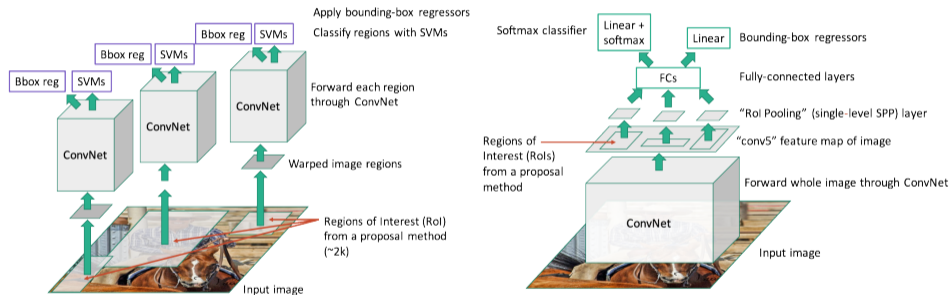 Apply bounding-box regressors
Bbox reg
SVMs
Classify regions with SVMs
Bbox reg
SVMs
Bbox reg
SVMs
Forward each region
through ConvNet
ConvNet
ConvNet
ConvNet
Warped image regions
Regions of Interest (RoI)
from a proposal method
(~2k)
Input image
Softmax classifier
Linear +
softmax
Linear
Bounding-box regressors
FCs
Fully-connected layers
"RoI Pooling" (single-level SPP) layer
Regions of
Interest (RoIs)
from a proposal
method
"conv5" feature map of image
Forward whole image through ConvNet
ConvNet
Input image